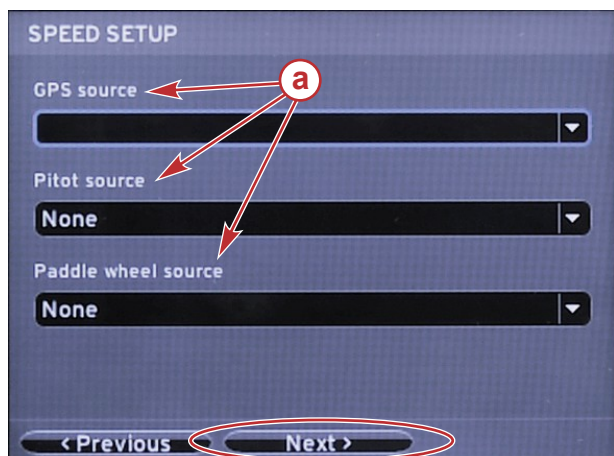 SPEED SETUP
a
GPS source
Pitot source
None
Paddle wheel source
None
< Previous
Next >